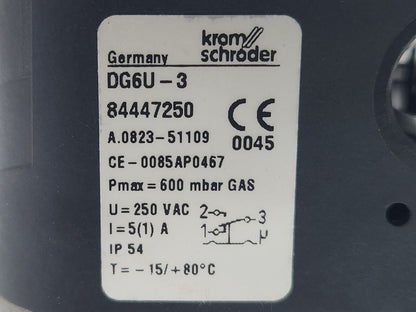 krom//
Germany schröder
DG6U-3
84447250 CE
A.0823-51109 0045
CE-0085AP0467
Pmax=600 mbar GAS
U=250 VAC 2 3
I=5(1) A 1 µ
IP 54
T=-15/+80°C